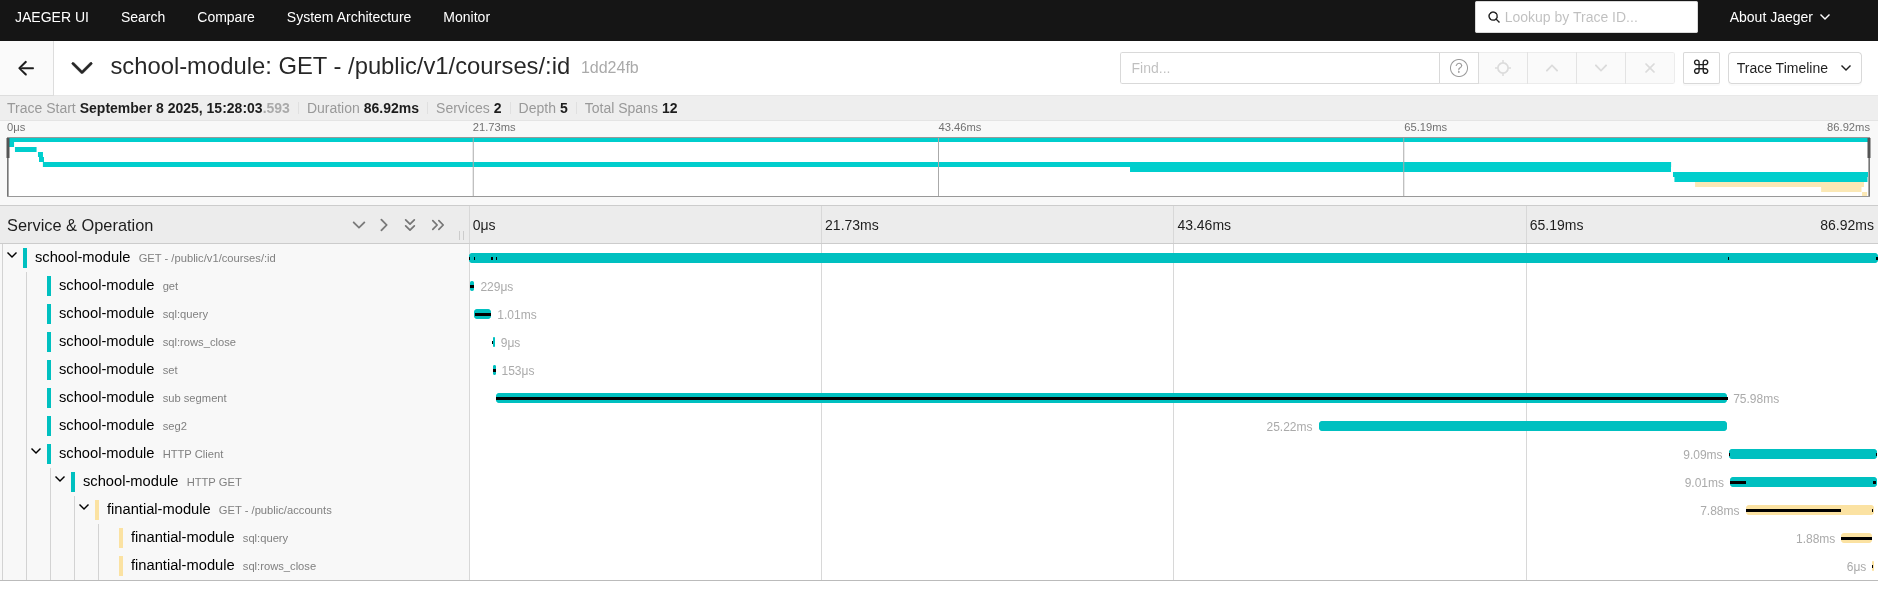 JAEGER UI Search Compare System Architecture Monitor Lookup by Trace ID... About Jaeger
school-module: GET - /public/v1/courses/:id 1dd24fb Find... Trace Timeline
Trace Start September 8 2025, 15:28:03.593 Duration 86.92ms Services 2 Depth 5 Total Spans 12
0μs 21.73ms 43.46ms 65.19ms 86.92ms
Service & Operation 0μs 21.73ms 43.46ms 65.19ms 86.92ms
school-module GET - /public/v1/courses/:id
school-module get 229μs
school-module sql:query 1.01ms
school-module sql:rows_close 9μs
school-module set 153μs
school-module sub segment 75.98ms
school-module seg2 25.22ms
school-module HTTP Client 9.09ms
school-module HTTP GET 9.01ms
finantial-module GET - /public/accounts 7.88ms
finantial-module sql:query 1.88ms
finantial-module sql:rows_close 6μs